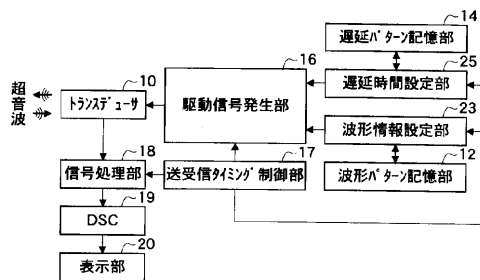 14
遅延ﾊﾟﾀｰﾝ記憶部
16
25
超音波
10
ﾄﾗﾝｽﾃﾞｭｰｻ
駆動信号発生部
遅延時間設定部
23
波形情報設定部
18
17
信号処理部
送受信ﾀｲﾐﾝｸﾞ制御部
12
波形ﾊﾟﾀｰﾝ記憶部
19
DSC
20
表示部